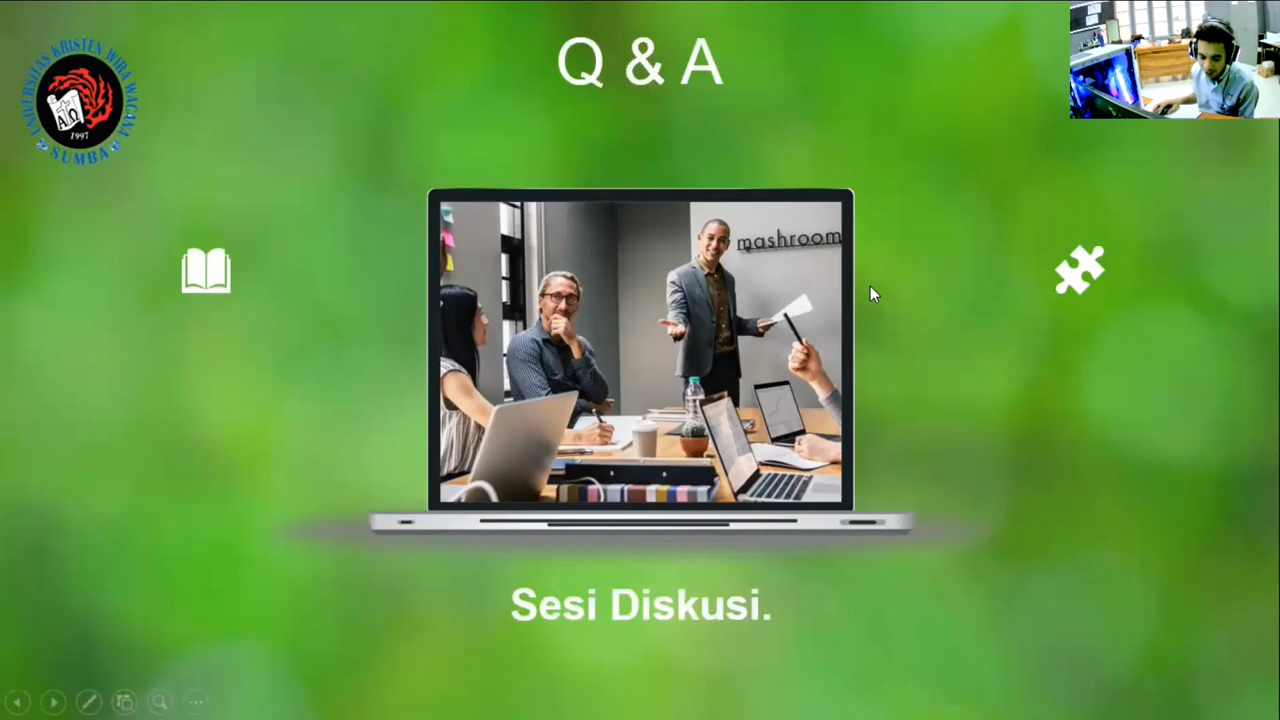 Q & A
UNIVERSITAS KRISTEN WIRA WACANA
SUMBA
A Ω
1997
mashroom
Sesi Diskusi.